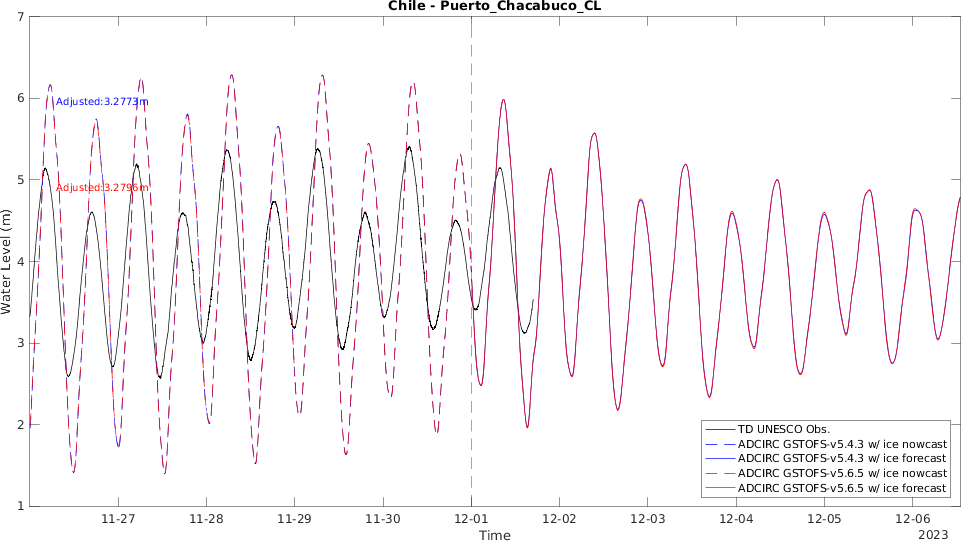 Chile - Puerto_Chacabuco_CL
7
6
5
4
3
2
1
Water Level (m)
Adjusted:3.2773m
Adjusted:3.2796m
TD UNESCO Obs.
ADCIRC GSTOFS-v5.4.3 w/ ice nowcast
ADCIRC GSTOFS-v5.4.3 w/ ice forecast
ADCIRC GSTOFS-v5.6.5 w/ ice nowcast
ADCIRC GSTOFS-v5.6.5 w/ ice forecast
11-27 11-28 11-29 11-30 12-01 12-02 12-03 12-04 12-05 12-06
Time
2023